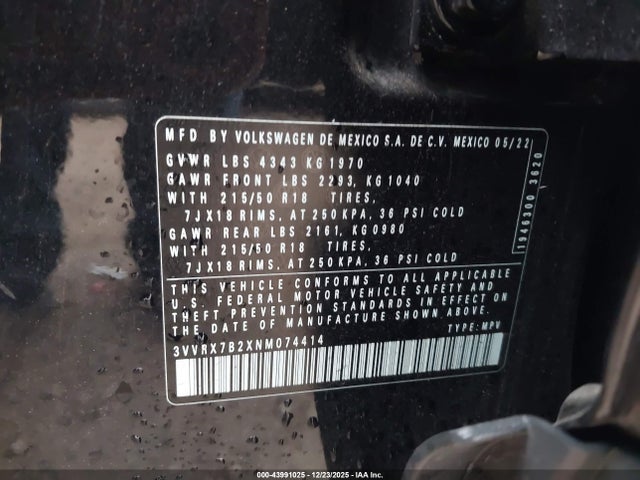 MFD BY VOLKSWAGEN DE MEXICO S.A. DE C.V. MEXICO 05/22
GVWR LBS 4343 KG 1970
GAWR FRONT LBS 2293, KG 1040
WITH 215/50 R18 TIRES,
7JX18 RIMS, AT 250 KPA, 36 PSI COLD
GAWR REAR LBS 2161, KG 0980
WITH 215/50 R18 TIRES,
7JX18 RIMS, AT 250 KPA, 36 PSI COLD
THIS VEHICLE CONFORMS TO ALL APPLICABLE
U.S. FEDERAL MOTOR VEHICLE SAFETY AND
THEFT PREVENTION STANDARDS IN EFFECT ON
THE DATE OF MANUFACTURE SHOWN ABOVE.
3VVRX7B2XNM074414 TYPE: MPV
1946300 3620
000-43991025 - 12/23/2025 - IAA Inc.